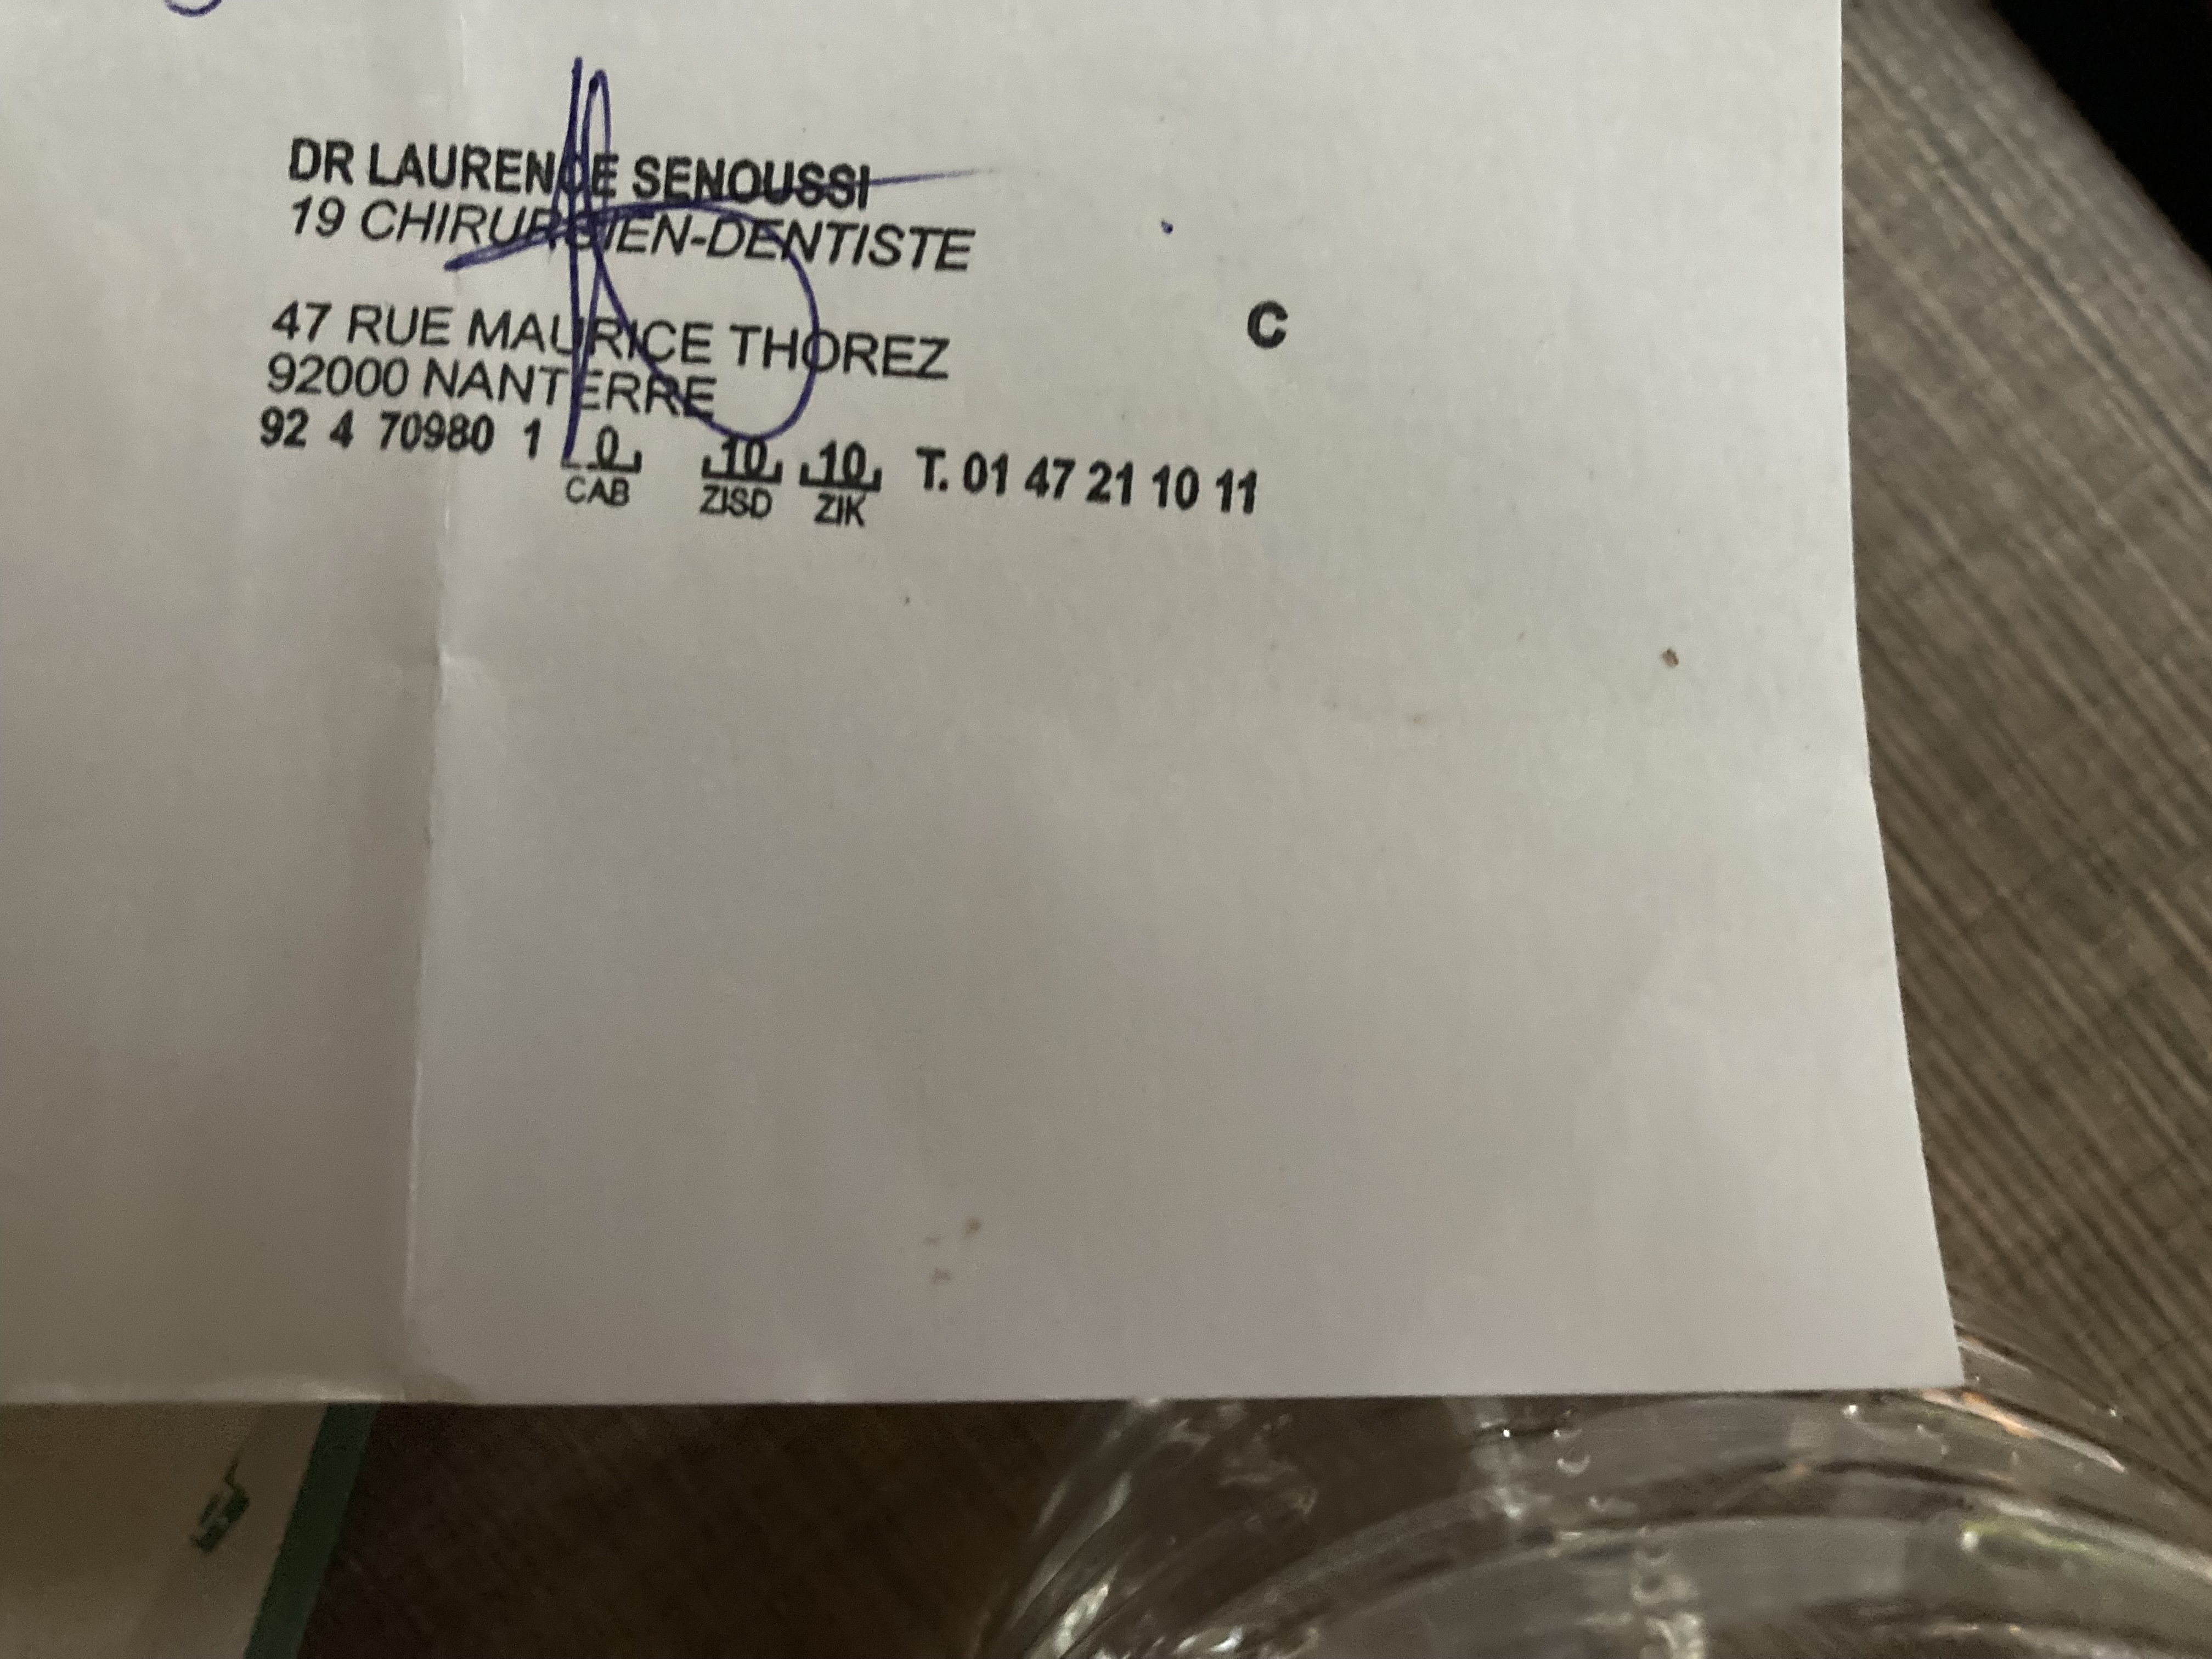 DR LAURENCE SENOUSSI
19 CHIRURGIEN-DENTISTE
C
47 RUE MAURICE THOREZ
92000 NANTERRE
92 4 70980 1 0 10 10 T. 01 47 21 10 11
CAB ZISD ZIK